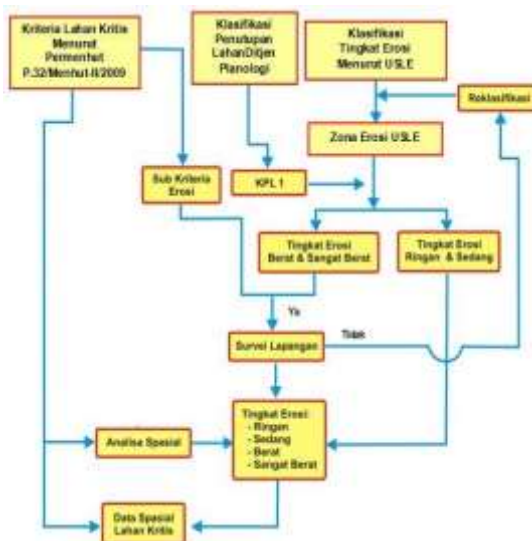 Kriteria Lahan Kritis
Menurut
Permenhut
P.32/Menhut-II/2009
Klasifikasi
Penutupan
LahanDitjen
Planologi
Klasifikasi
Tingkat Erosi
Menurut USLE
Reklasifikasi
Zona Erosi USLE
Sub Kriteria
Erosi
KPL 1
Tingkat Erosi
Berat & Sangat Berat
Tingkat Erosi
Ringan & Sedang
Ya
Survei Lapangan
Tidak
Tingkat Erosi:
- Ringan
- Sedang
- Berat
- Sangat Berat
Analisa Spasial
Data Spasial
Lahan Kritis